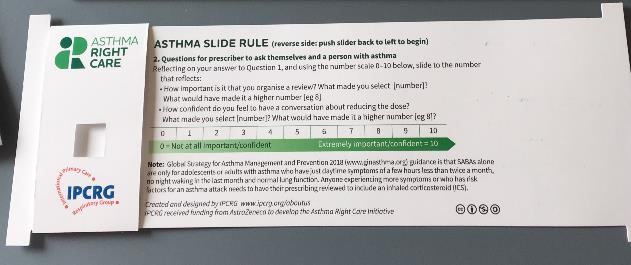 ASTHMA
RIGHT
CARE
International Primary Care
IPCRG
Respiratory Group
ASTHMA SLIDE RULE (reverse side: push slider back to left to begin)
2. Questions for prescriber to ask themselves and a person with asthma
Reflecting on your answer to Question 1, and using the number scale 0–10 below, slide to the number
that reflects:
• How important is it that you organise a review? What made you select [number]?
What would have made it a higher number [eg 8]
• How confident do you feel to have a conversation about reducing the dose?
What made you select [number]? What would have made it a higher number [eg 8]?
0 1 2 3 4 5 6 7 8 9 10
0 = Not at all important/confident Extremely important/confident = 10
Note: Global Strategy for Asthma Management and Prevention 2018 (www.ginasthma.org) guidance is that SABAs alone
are only for adolescents or adults with asthma who have just daytime symptoms of a few hours less than twice a month,
no night waking in the last month and normal lung function. Anyone experiencing more symptoms or who has risk
factors for an asthma attack needs to have their prescribing reviewed to include an inhaled corticosteroid (ICS).
Created and designed by IPCRG www.ipcrg.org/aboutus
IPCRG received funding from AstraZeneca to develop the Asthma Right Care Initiative